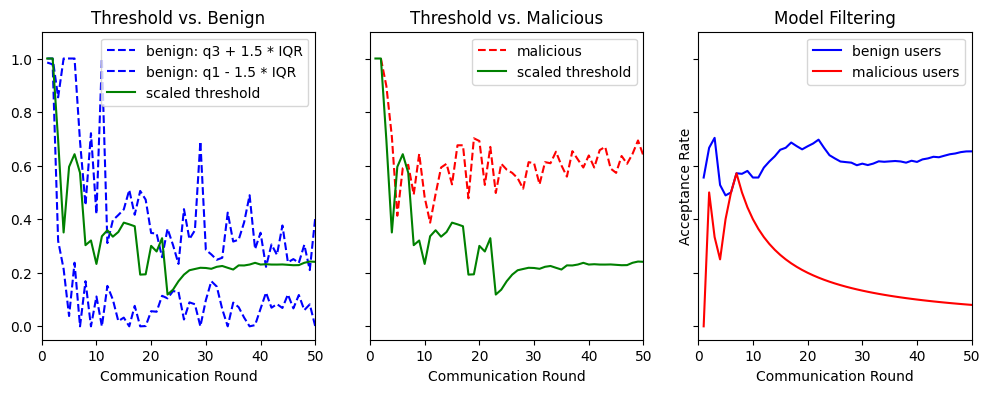 Threshold vs. Benign
benign: q3 + 1.5 * IQR
benign: q1 - 1.5 * IQR
scaled threshold
1.0
0.8
0.6
0.4
0.2
0.0
0
10
20
30
40
50
Communication Round
Threshold vs. Malicious
malicious
scaled threshold
0
10
20
30
40
50
Communication Round
Model Filtering
benign users
malicious users
Acceptance Rate
0
10
20
30
40
50
Communication Round